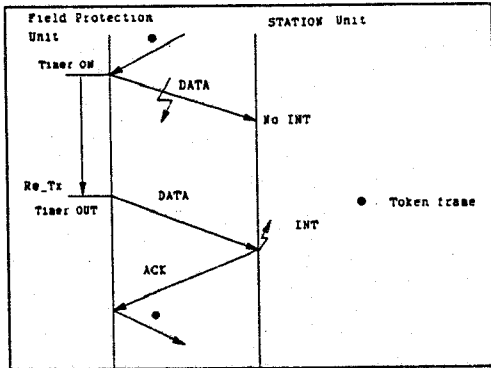 Field Protection Unit
STATION Unit
Timer ON
DATA
No INT
Re_Tx
Timer OUT
DATA
● Token frame
INT
ACK